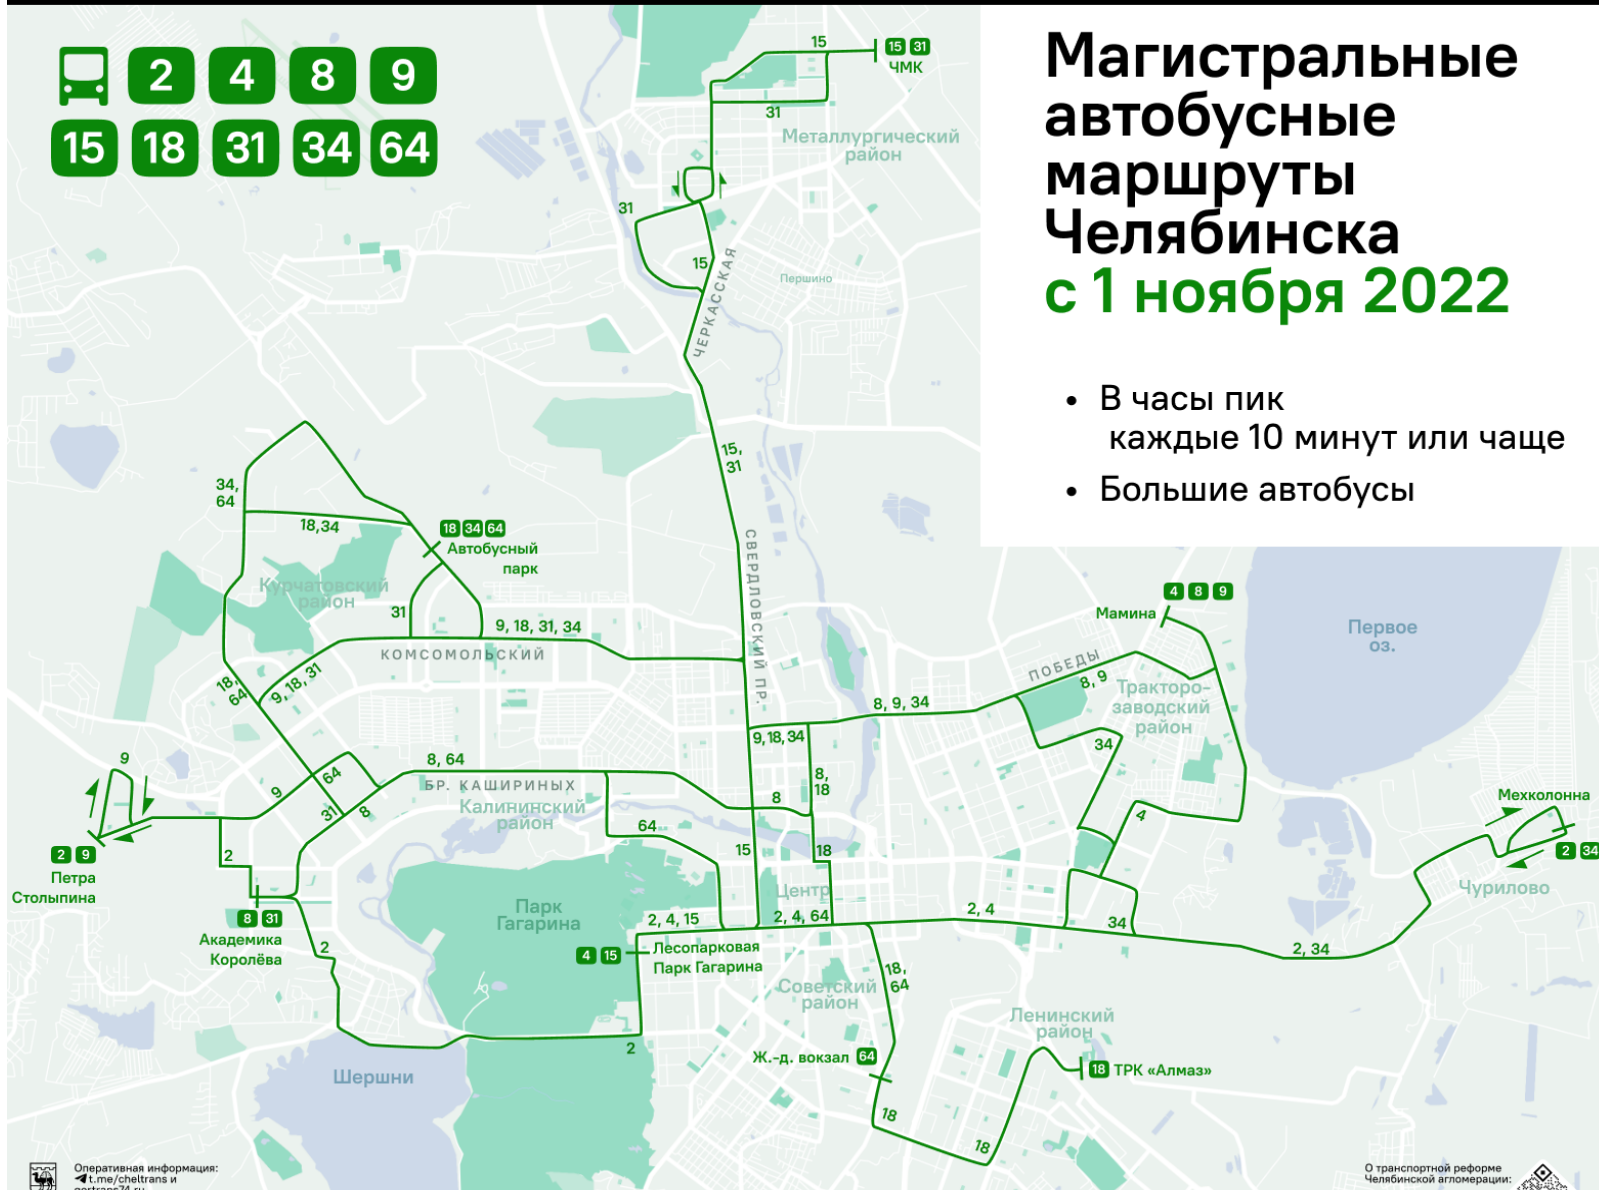 2 4 8 9
15 18 31 34 64
Магистральные
автобусные
маршруты
Челябинска
с 1 ноября 2022
• В часы пик
каждые 10 минут или чаще
• Большие автобусы
15
15 31
ЧМК
31
Металлургический
район
31
15
ЧЕРКАССКАЯ
Першино
15,
31
СВЕРДЛОВСКИЙ ПР.
34,
64
18,34
18 34 64
Автобусный
парк
Курчатовский
район
31
9, 18, 31, 34
КОМСОМОЛЬСКИЙ
18,
64
9, 18, 31
4 8 9
Мамина
Первое
оз.
ПОБЕДЫ
8, 9
Тракторо-
заводский
район
8, 9, 34
9, 18, 34
34
9
9
64
8, 64
БР. КАШИРИНЫХ
Калининский
район
31
8
8,
18
8
4
Мехколонна
2 34
Чурилово
64
15
18
2
2 9
Петра
Столыпина
8 31
Академика
Королёва
2
Парк
Гагарина
Центр
2, 4, 15
2, 4, 64
2, 4
34
2, 34
4 15
Лесопарковая
Парк Гагарина
18,
64
Советский
район
Ленинский
район
2
Ж.-д. вокзал 64
18 ТРК «Алмаз»
Шершни
18
18
Оперативная информация:
t.me/cheltrans и
gortrans74.ru
О транспортной реформе
Челябинской агломерации: